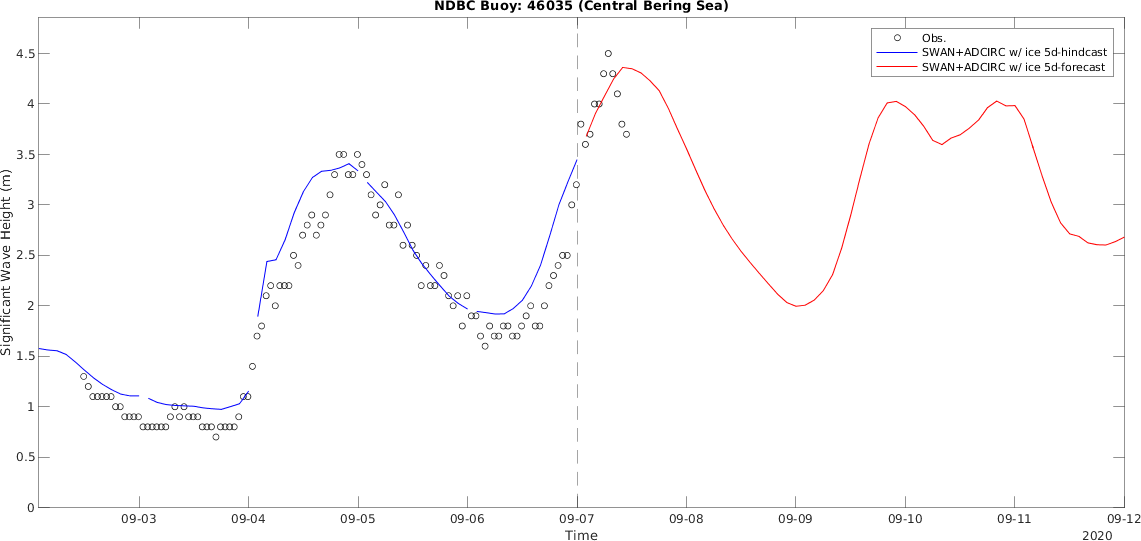 NDBC Buoy: 46035 (Central Bering Sea)
Obs.
SWAN+ADCIRC w/ ice 5d-hindcast
SWAN+ADCIRC w/ ice 5d-forecast
Significant Wave Height (m)
4.5
4
3.5
3
2.5
2
1.5
1
0.5
0
09-03 09-04 09-05 09-06 09-07 09-08 09-09 09-10 09-11 09-12
Time
2020